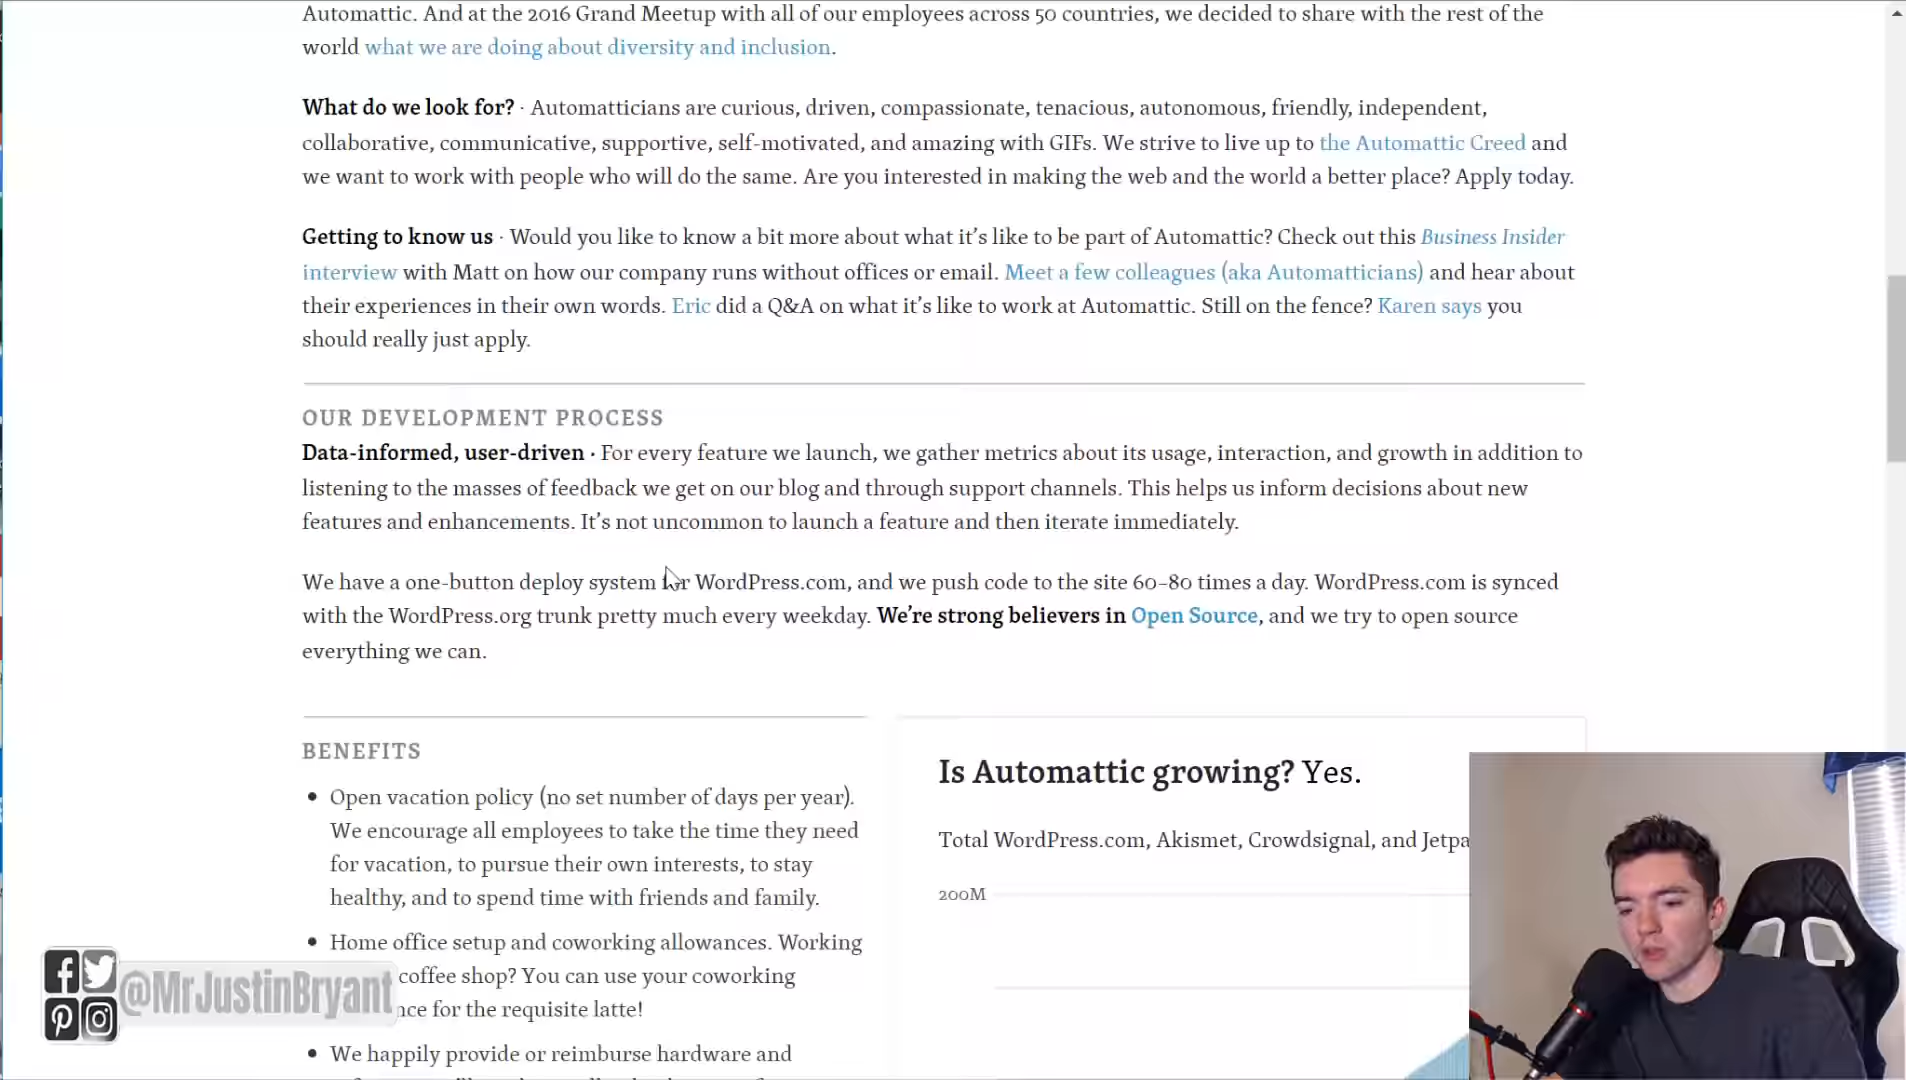 Automattic. And at the 2016 Grand Meetup with all of our employees across 50 countries, we decided to share with the rest of the
world what we are doing about diversity and inclusion.
What do we look for? · Automatticians are curious, driven, compassionate, tenacious, autonomous, friendly, independent,
collaborative, communicative, supportive, self-motivated, and amazing with GIFs. We strive to live up to the Automattic Creed and
we want to work with people who will do the same. Are you interested in making the web and the world a better place? Apply today.
Getting to know us · Would you like to know a bit more about what it's like to be part of Automattic? Check out this Business Insider
interview with Matt on how our company runs without offices or email. Meet a few colleagues (aka Automatticians) and hear about
their experiences in their own words. Eric did a Q&A on what it's like to work at Automattic. Still on the fence? Karen says you
should really just apply.
OUR DEVELOPMENT PROCESS
Data-informed, user-driven · For every feature we launch, we gather metrics about its usage, interaction, and growth in addition to
listening to the masses of feedback we get on our blog and through support channels. This helps us inform decisions about new
features and enhancements. It's not uncommon to launch a feature and then iterate immediately.
We have a one-button deploy system for WordPress.com, and we push code to the site 60–80 times a day. WordPress.com is synced
with the WordPress.org trunk pretty much every weekday. We're strong believers in Open Source, and we try to open source
everything we can.
BENEFITS
Open vacation policy (no set number of days per year).
We encourage all employees to take the time they need
for vacation, to pursue their own interests, to stay
healthy, and to spend time with friends and family.
Home office setup and coworking allowances. Working
coffee shop? You can use your coworking
nce for the requisite latte!
We happily provide or reimburse hardware and
Is Automattic growing? Yes.
Total WordPress.com, Akismet, Crowdsignal, and Jetpa
200M
@MrJustinBryant